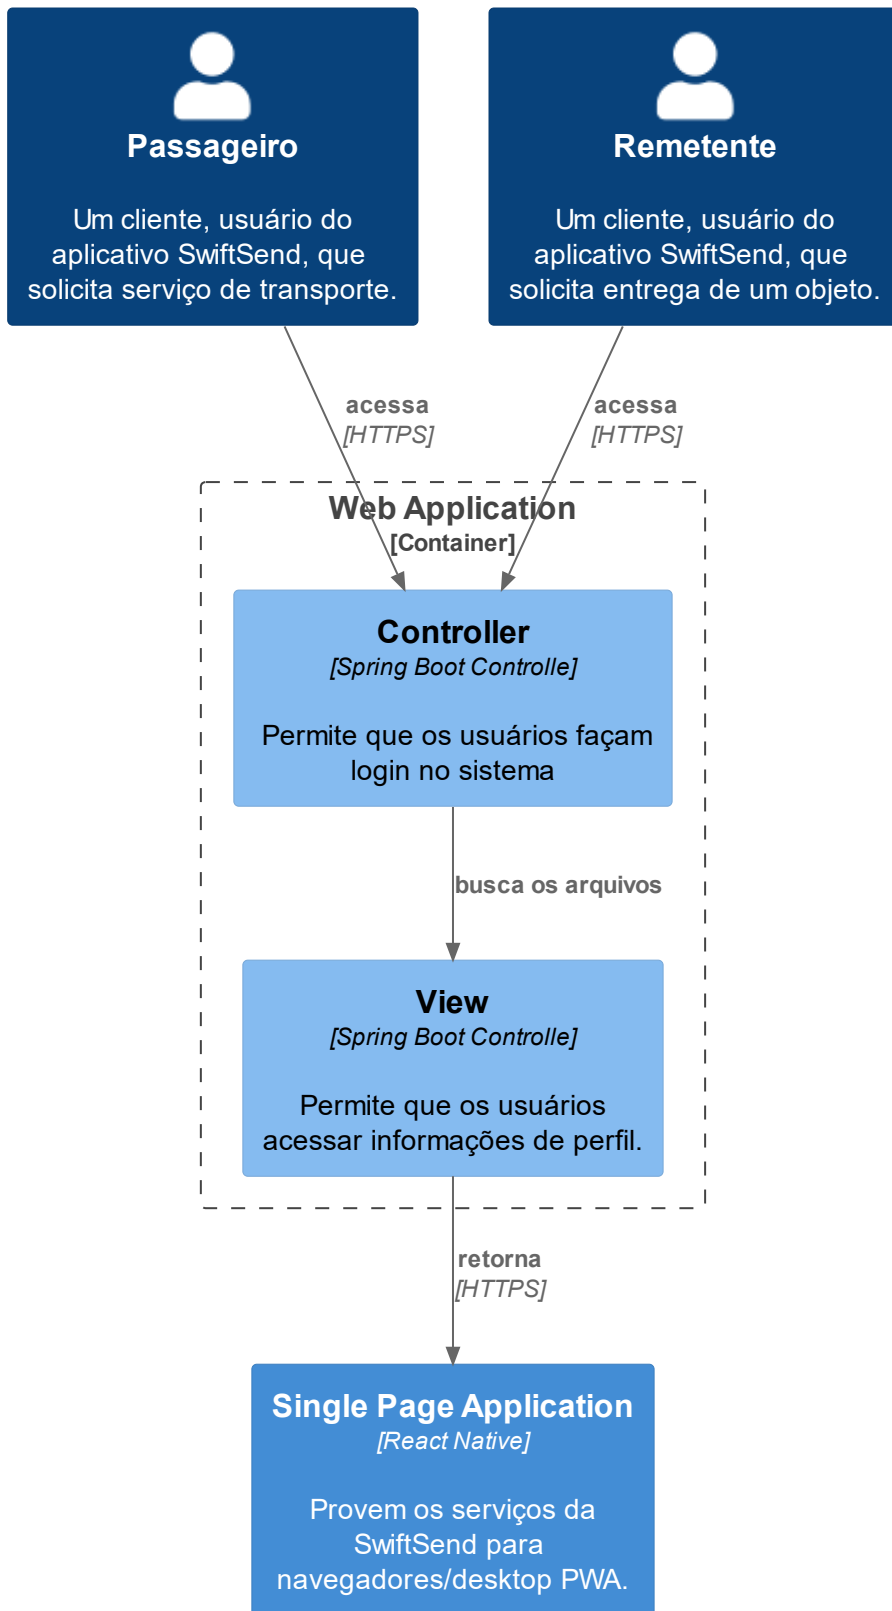 Passageiro
Um cliente, usuário do
aplicativo SwiftSend, que
solicita serviço de transporte.
Remetente
Um cliente, usuário do
aplicativo SwiftSend, que
solicita entrega de um objeto.
acessa
[HTTPS]
acessa
[HTTPS]
Web Application
[Container]
Controller
[Spring Boot Controlle]
Permite que os usuários façam
login no sistema
busca os arquivos
View
[Spring Boot Controlle]
Permite que os usuários
acessar informações de perfil.
retorna
[HTTPS]
Single Page Application
[React Native]
Provem os serviços da
SwiftSend para
navegadores/desktop PWA.